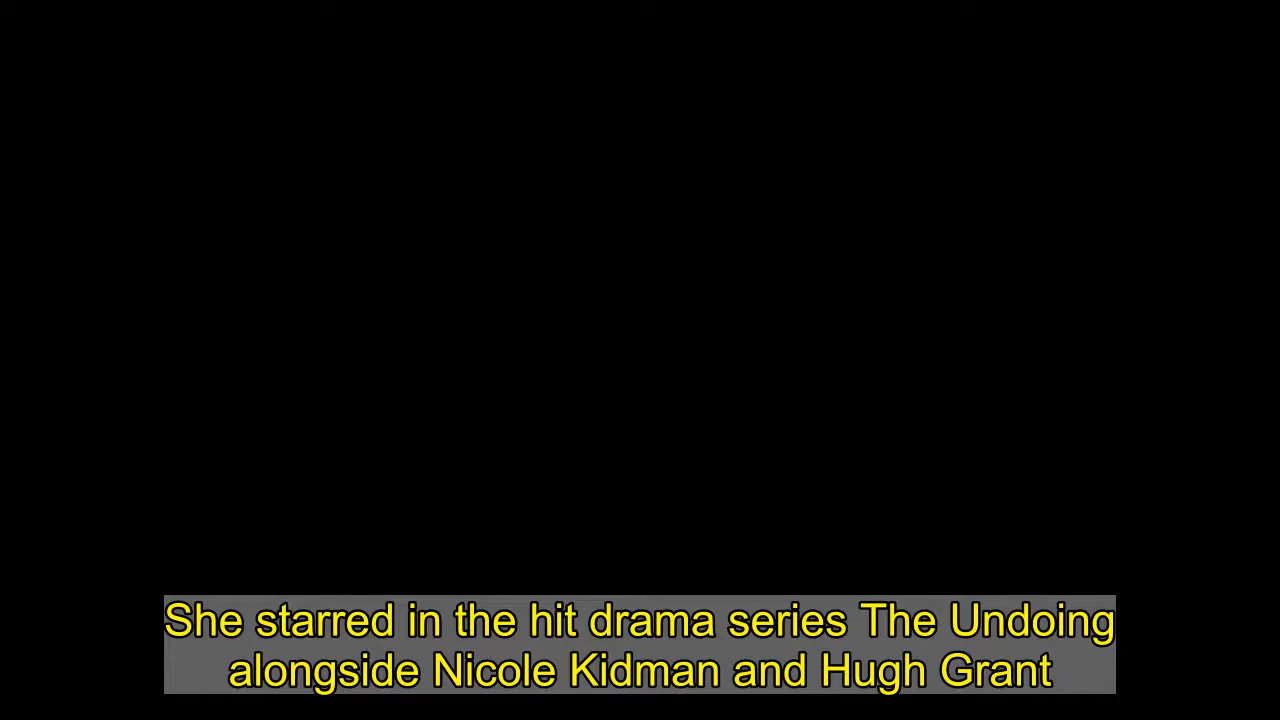 She starred in the hit drama series The Undoing
alongside Nicole Kidman and Hugh Grant